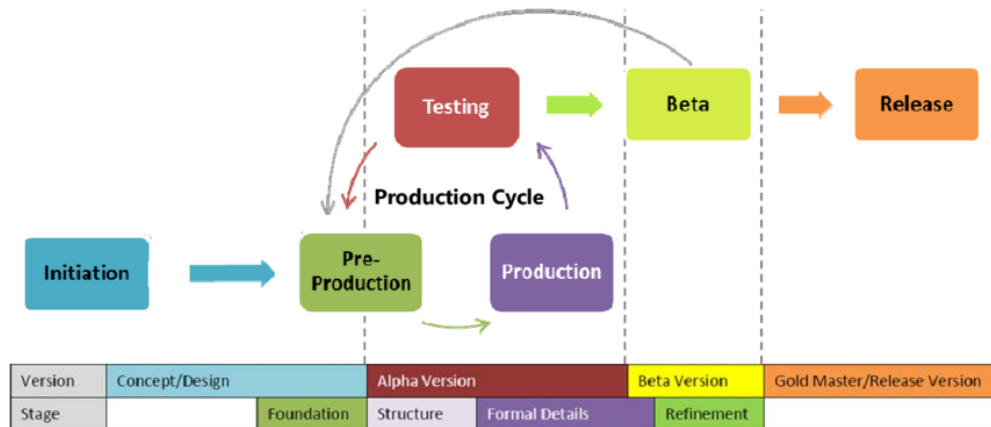 Testing
Beta
Release
Production Cycle
Initiation
Pre-
Production
Production
Version
Concept/Design
Alpha Version
Beta Version
Gold Master/Release Version
Stage
Foundation
Structure
Formal Details
Refinement